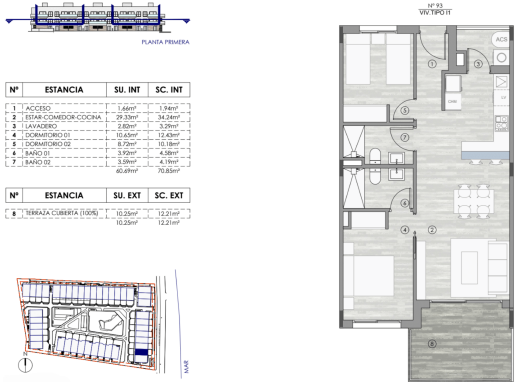 PLANTA PRIMERA
Nº ESTANCIA SU. INT SC. INT
1 ACCESO 1.66m² 1.94m²
2 ESTAR-COMEDOR-COCINA 29.33m² 34.24m²
3 LAVADERO 2.82m² 3.29m²
4 DORMITORIO 01 10.65m² 12.43m²
5 DORMITORIO 02 8.72m² 10.18m²
6 BAÑO 01 3.92m² 4.58m²
7 BAÑO 02 3.59m² 4.19m²
60.69m² 70.85m²
Nº ESTANCIA SU. EXT SC. EXT
8 TERRAZA CUBIERTA (100%) 10.25m² 12.21m²
10.25m² 12.21m²
N
MAR
Nº 93
VIV. TIPO I1
ACS
1
3
5
7
6
4
2
8